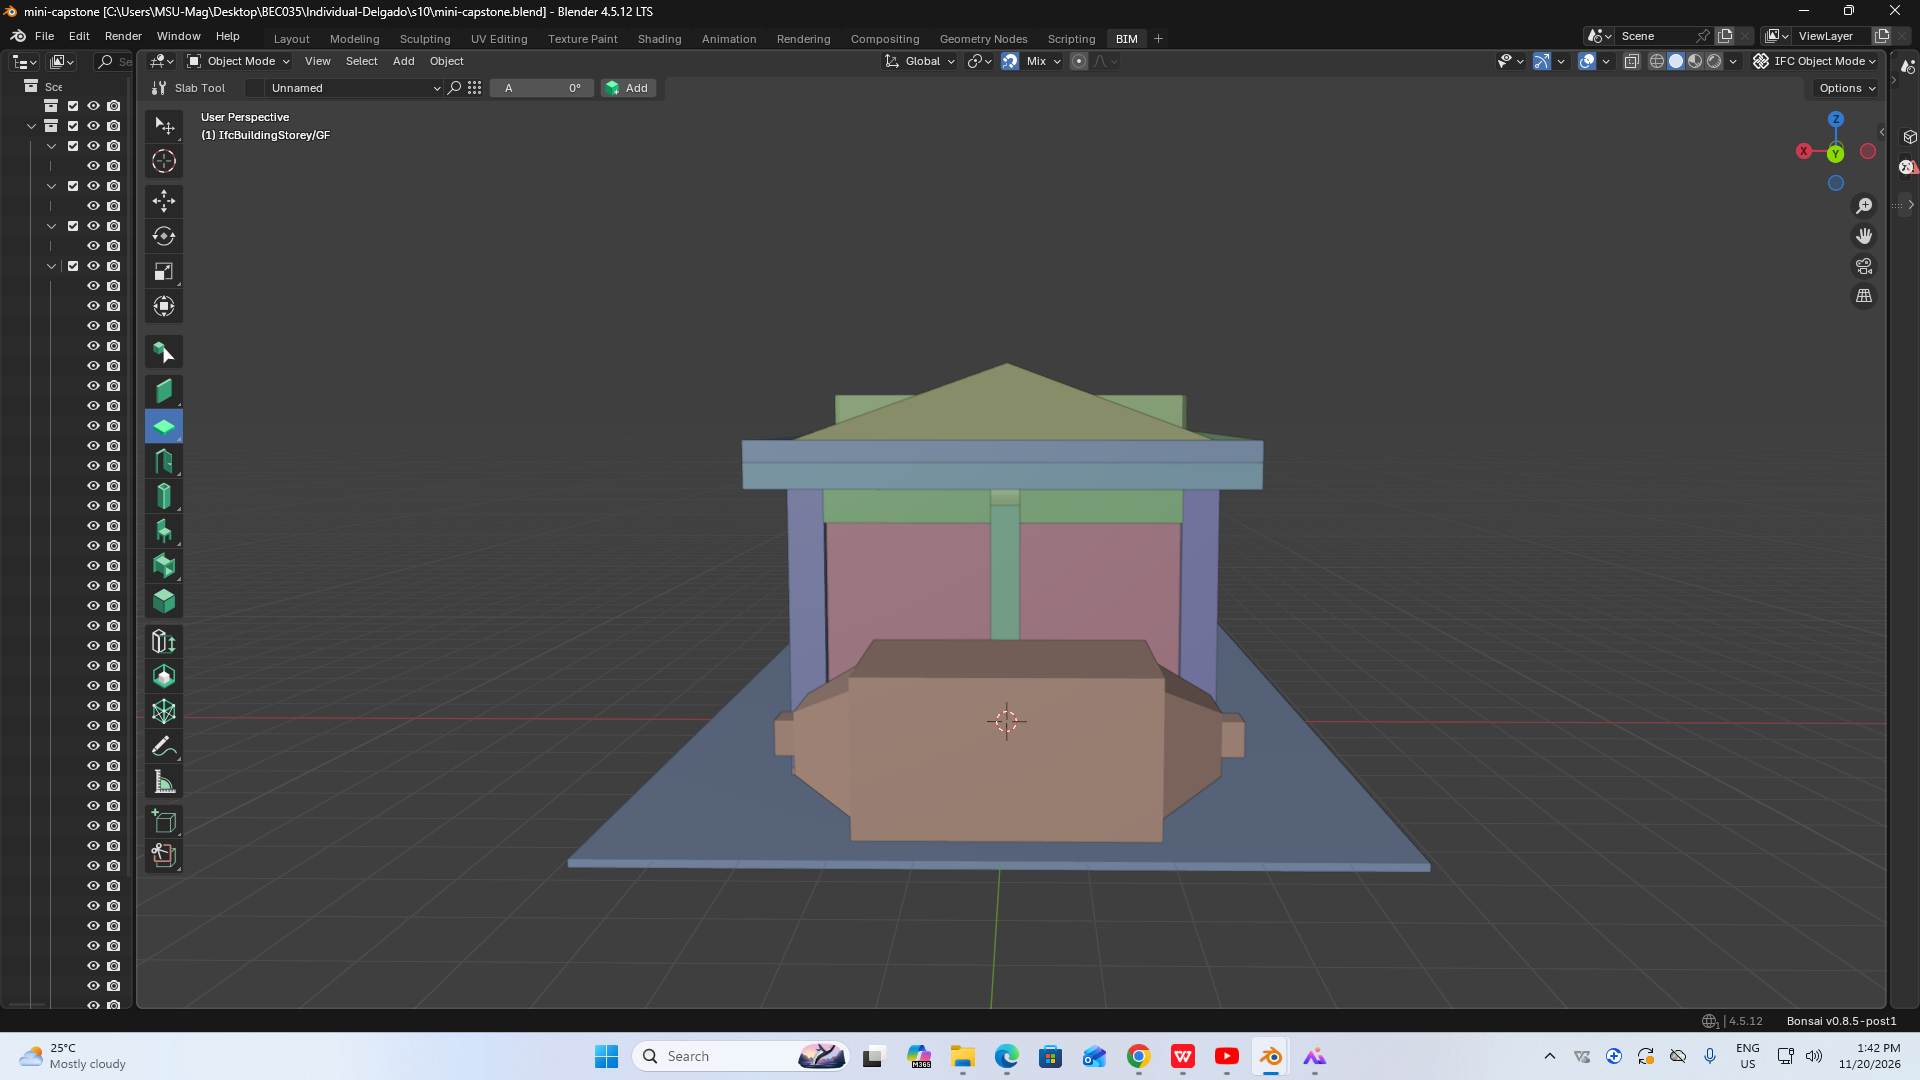 mini-capstone [C:\Users\MSU-Mag\Desktop\BEC035\Individual-Delgado\s10\mini-capstone.blend] - Blender 4.5.12 LTS
File Edit Render Window Help
Layout Modeling Sculpting UV Editing Texture Paint Shading Animation Rendering Compositing Geometry Nodes Scripting BIM
Scene
ViewLayer
Se
Object Mode View Select Add Object
Global
Mix
IFC Object Mode
Sce
Slab Tool
Unnamed
A 0°
Add
Options
User Perspective
(1) IfcBuildingStorey/GF
Z
X
Y
4.5.12
Bonsai v0.8.5-post1
25°C
Mostly cloudy
Search
M365
ENG
US
1:42 PM
11/20/2026